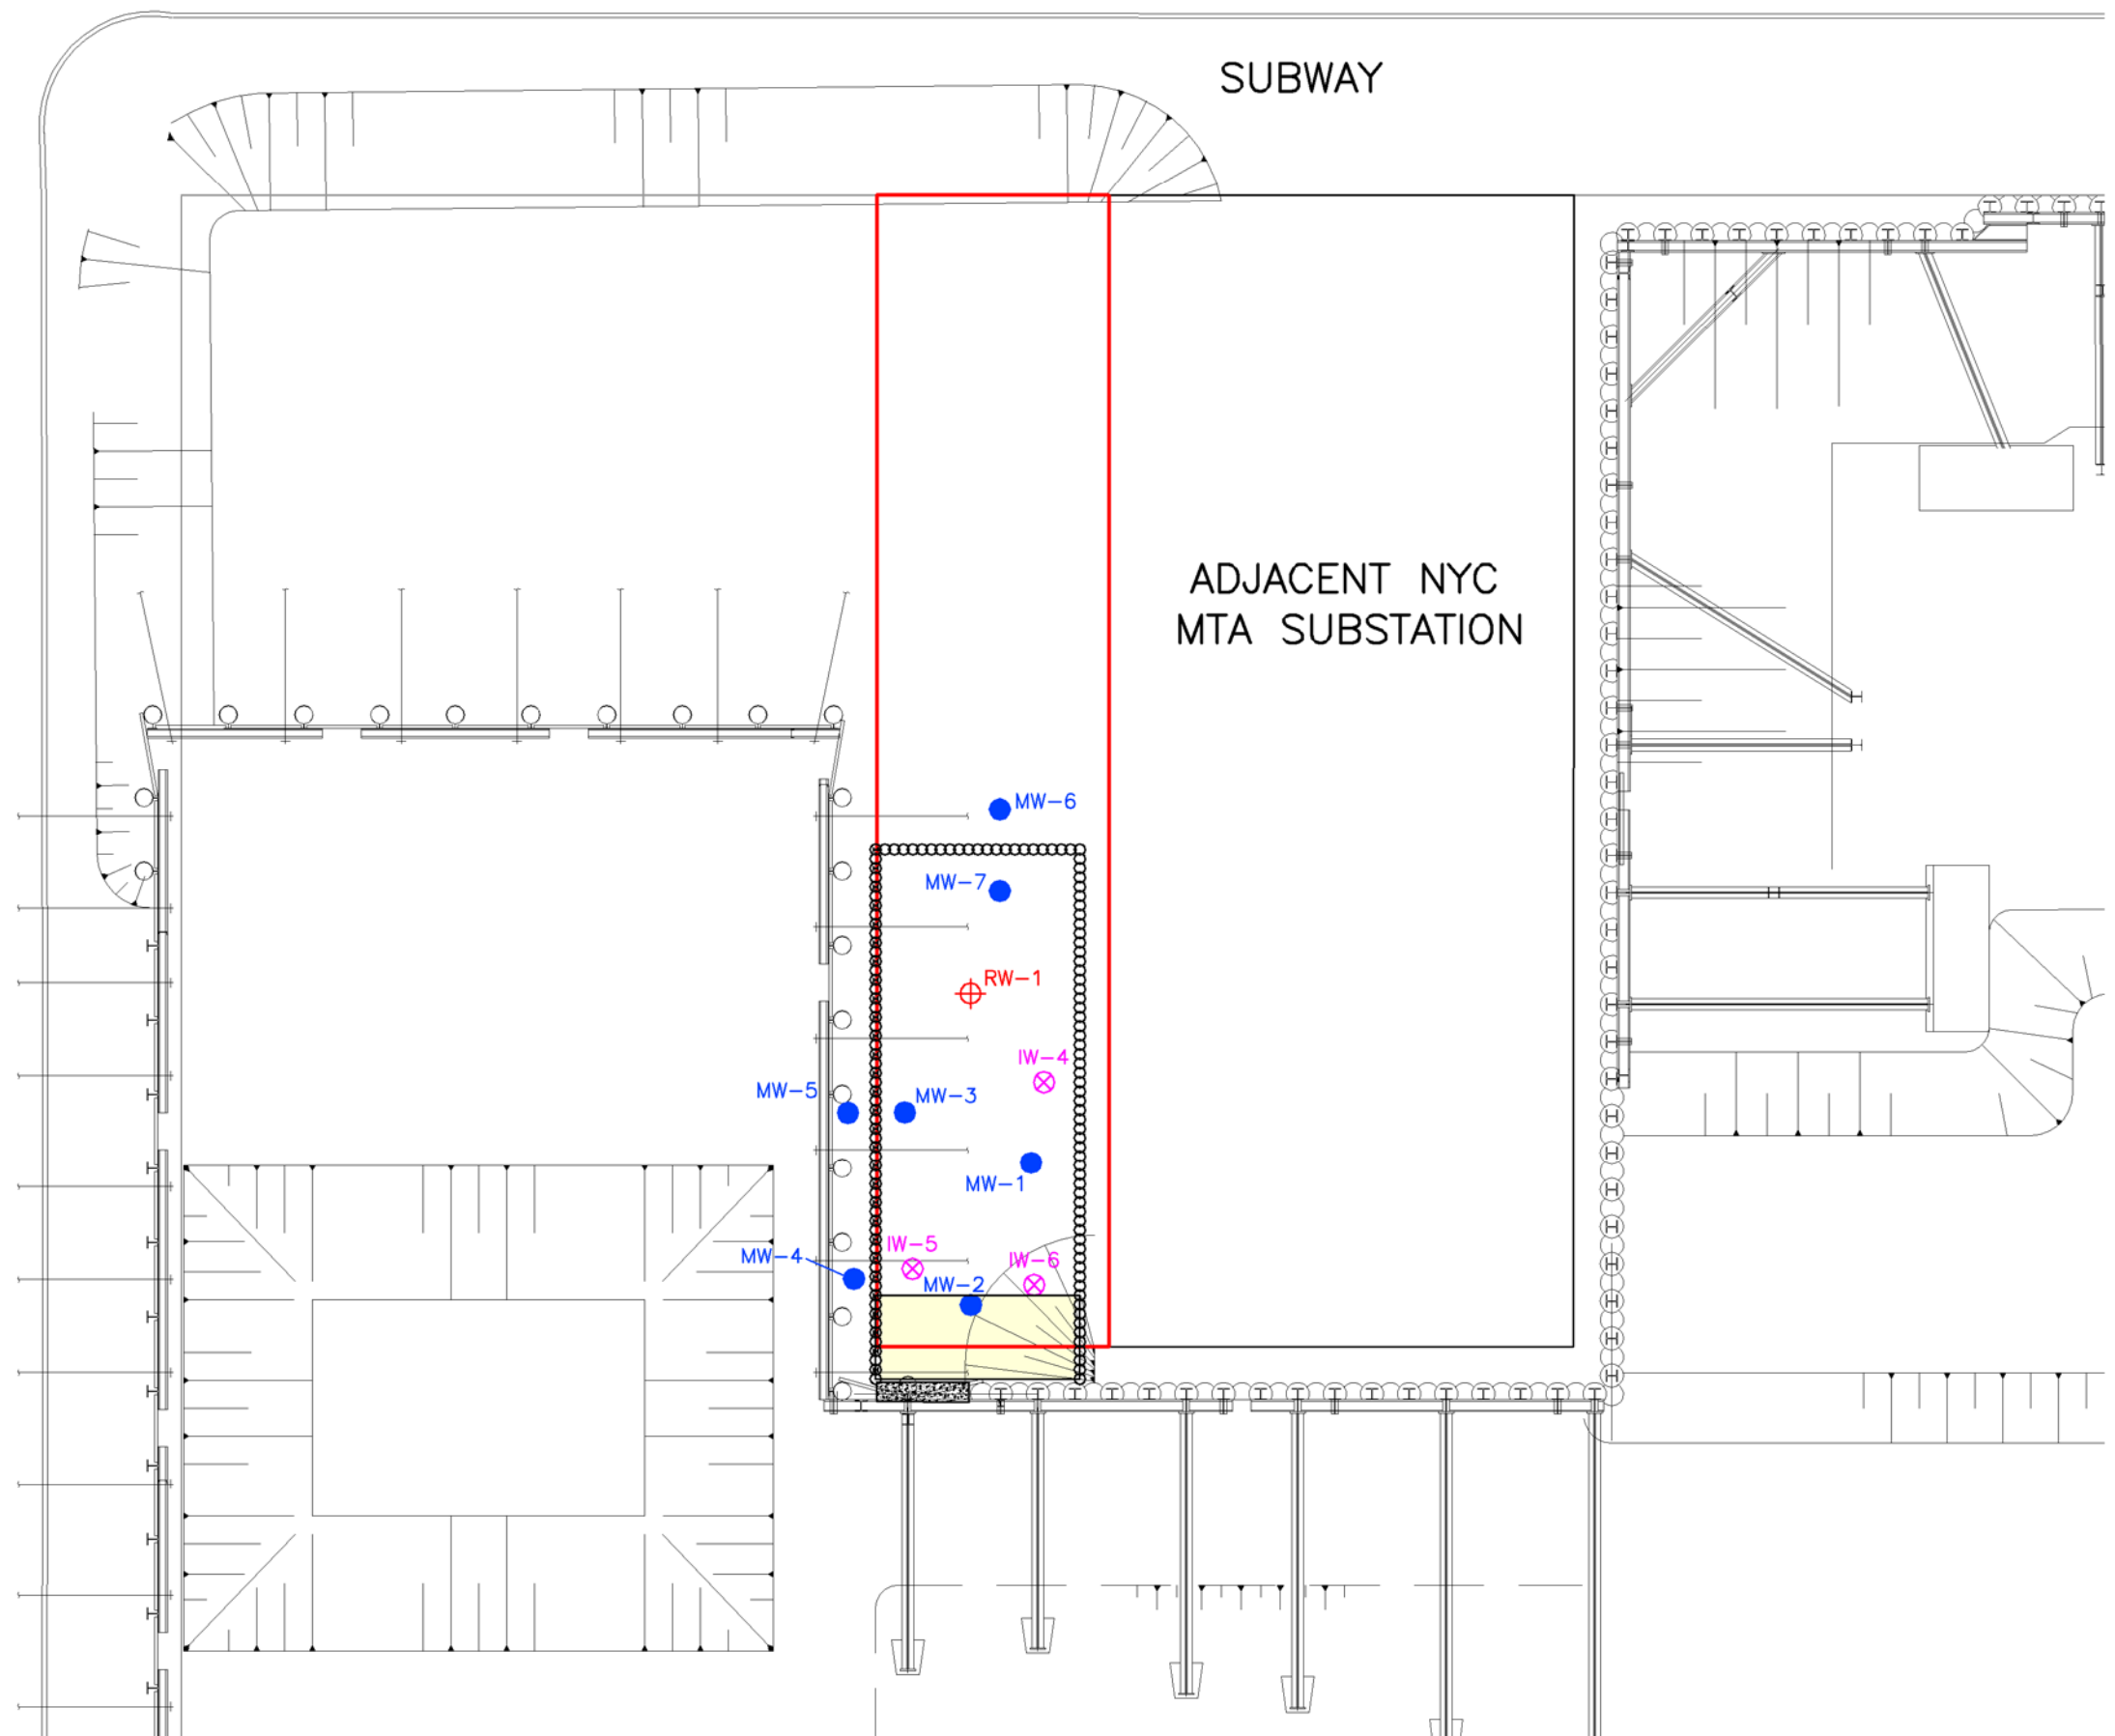 SUBWAY
ADJACENT NYC
MTA SUBSTATION
MW-6
MW-7
RW-1
IW-4
MW-5
MW-3
MW-1
IW-5
MW-4
IW-6
MW-2